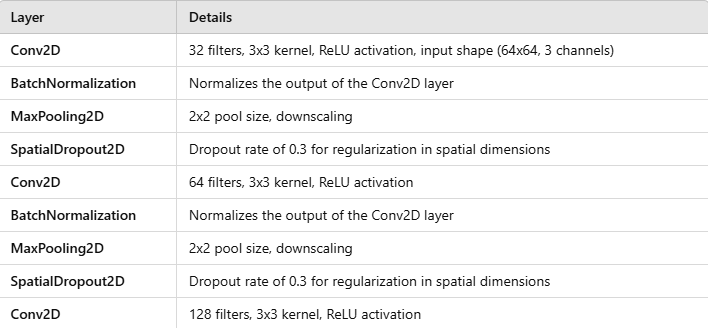 Layer Details
Conv2D 32 filters, 3x3 kernel, ReLU activation, input shape (64x64, 3 channels)
BatchNormalization Normalizes the output of the Conv2D layer
MaxPooling2D 2x2 pool size, downscaling
SpatialDropout2D Dropout rate of 0.3 for regularization in spatial dimensions
Conv2D 64 filters, 3x3 kernel, ReLU activation
BatchNormalization Normalizes the output of the Conv2D layer
MaxPooling2D 2x2 pool size, downscaling
SpatialDropout2D Dropout rate of 0.3 for regularization in spatial dimensions
Conv2D 128 filters, 3x3 kernel, ReLU activation